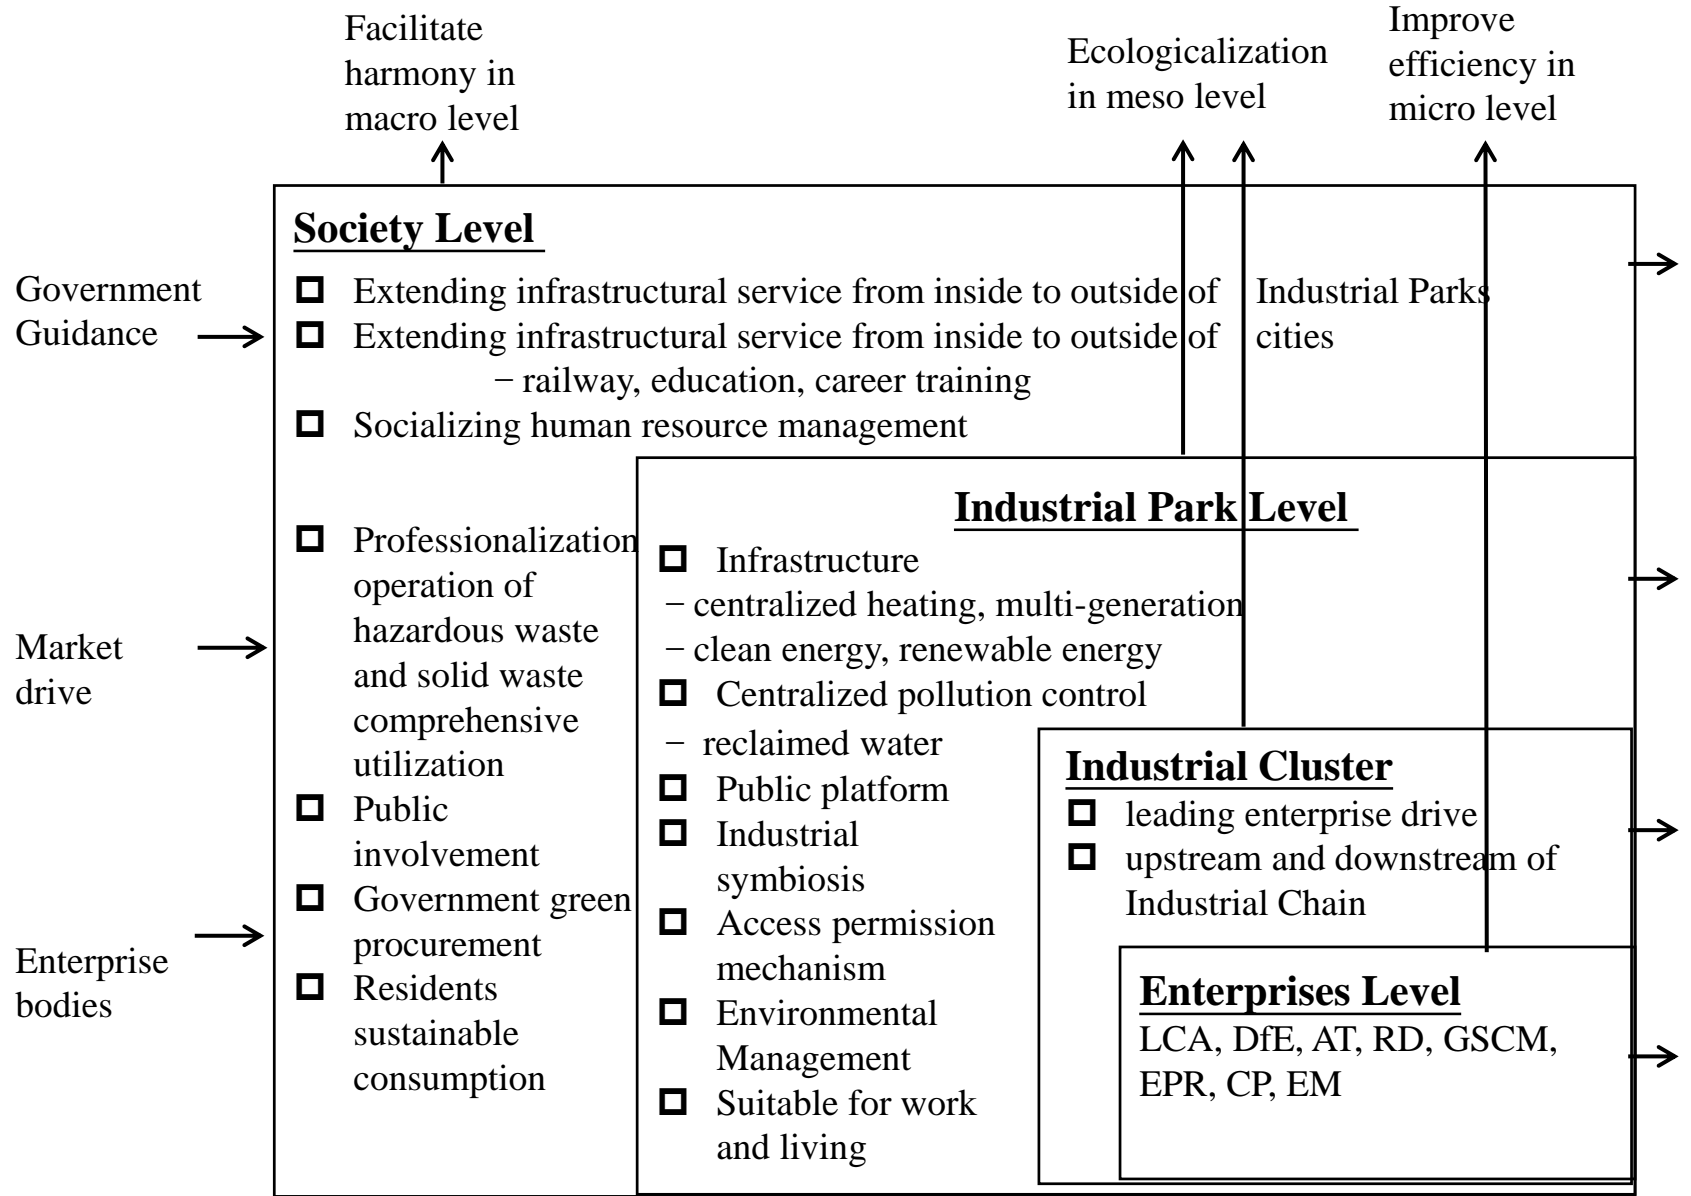 Facilitate
harmony in
macro level
Ecologicalization
in meso level
Improve
efficiency in
micro level
Government
Guidance
Market
drive
Enterprise
bodies
Society Level
Extending infrastructural service from inside to outside of Industrial Parks
Extending infrastructural service from inside to outside of cities
– railway, education, career training
Socializing human resource management
Professionalization
operation of
hazardous waste
and solid waste
comprehensive
utilization
Public
involvement
Government green
procurement
Residents
sustainable
consumption
Industrial Park Level
Infrastructure
– centralized heating, multi-generation
– clean energy, renewable energy
Centralized pollution control
– reclaimed water
Public platform
Industrial
symbiosis
Access permission
mechanism
Environmental
Management
Suitable for work
and living
Industrial Cluster
leading enterprise drive
upstream and downstream of
Industrial Chain
Enterprises Level
LCA, DfE, AT, RD, GSCM,
EPR, CP, EM